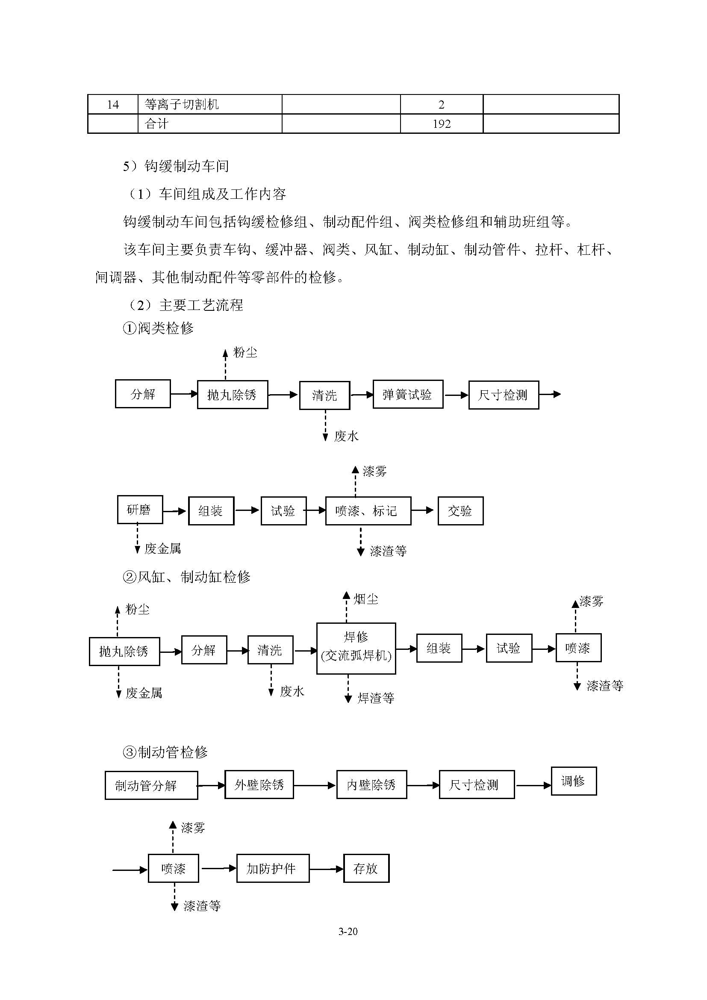 14 等离子切割机 2
合计 192
5）钩缓制动车间
（1）车间组成及工作内容
钩缓制动车间包括钩缓检修组、制动配件组、阀类检修组和辅助班组等。
该车间主要负责车钩、缓冲器、阀类、风缸、制动缸、制动管件、拉杆、杠杆、
闸调器、其他制动配件等零部件的检修。
（2）主要工艺流程
①阀类检修
粉尘
分解 抛丸除锈 清洗 弹簧试验 尺寸检测
废水
漆雾
研磨 组装 试验 喷漆、标记 交验
废金属 漆渣等
②风缸、制动缸检修
粉尘 烟尘 漆雾
抛丸除锈 分解 清洗 焊修 组装 试验 喷漆
(交流弧焊机)
废金属 废水 焊渣等 漆渣等
③制动管检修
制动管分解 外壁除锈 内壁除锈 尺寸检测 调修
漆雾
喷漆 加防护件 存放
漆渣等
3-20